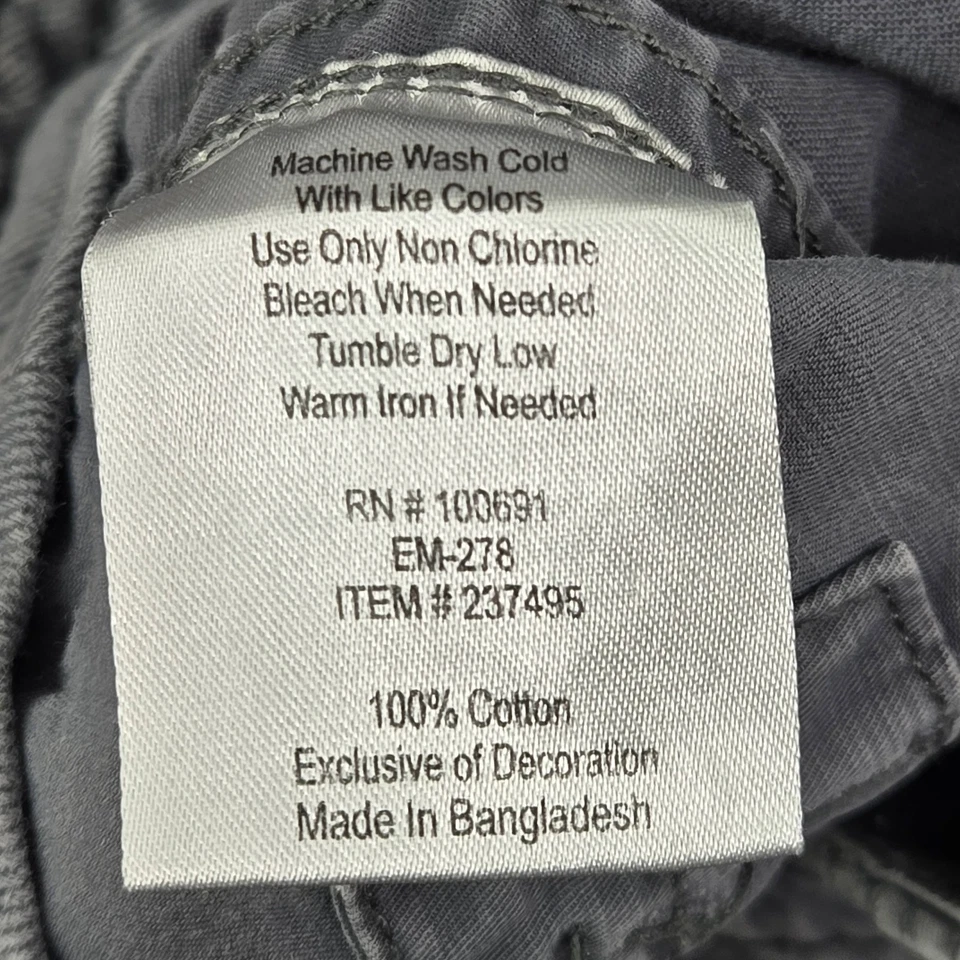 Machine Wash Cold
With Like Colors
Use Only Non Chlorine
Bleach When Needed
Tumble Dry Low
Warm Iron If Needed
RN # 100691
EM-278
ITEM # 237495
100% Cotton
Exclusive of Decoration
Made In Bangladesh